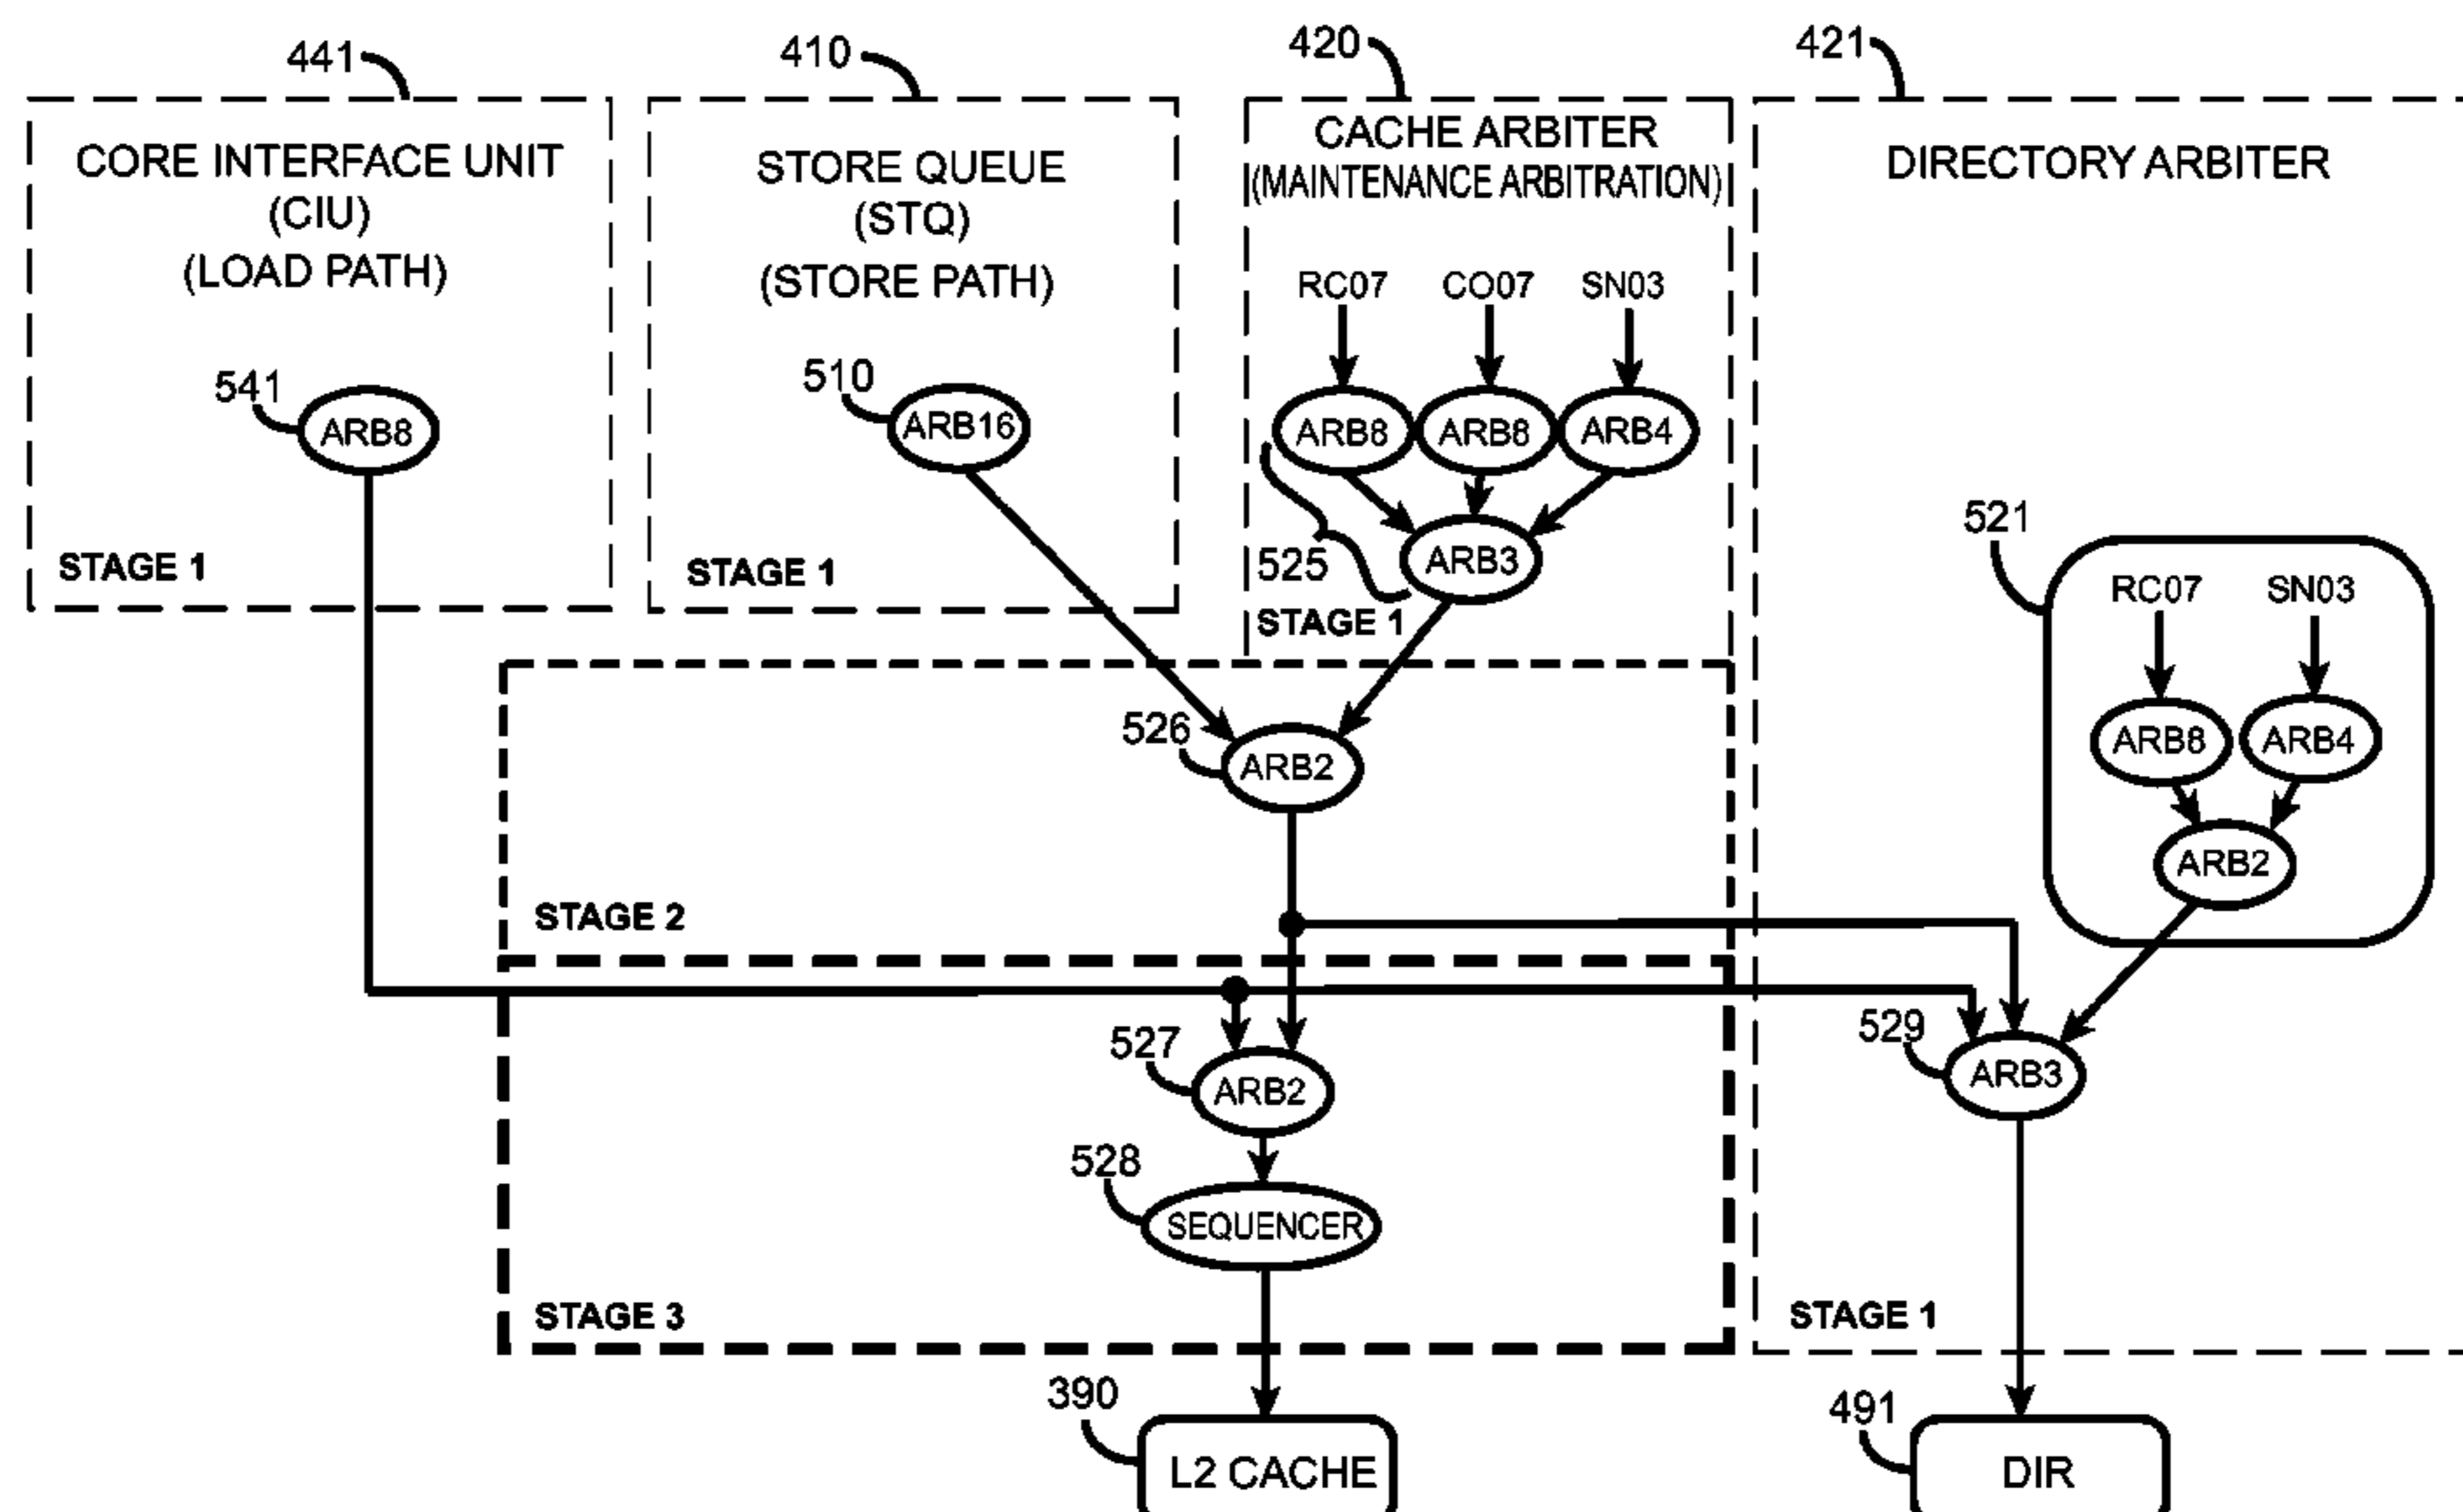 441
410
420
421
CORE INTERFACE UNIT
(CIU)
(LOAD PATH)
541
ARB8
STAGE 1
STORE QUEUE
(STQ)
(STORE PATH)
510
ARB16
STAGE 1
CACHE ARBITER
(MAINTENANCE ARBITRATION)
RC07 CO07 SN03
ARB8 ARB8 ARB4
ARB3
525
STAGE 1
DIRECTORY ARBITER
521
RC07 SN03
ARB8 ARB4
ARB2
526
ARB2
STAGE 2
527
ARB2
528
SEQUENCER
STAGE 3
529
ARB3
STAGE 1
390
L2 CACHE
491
DIR